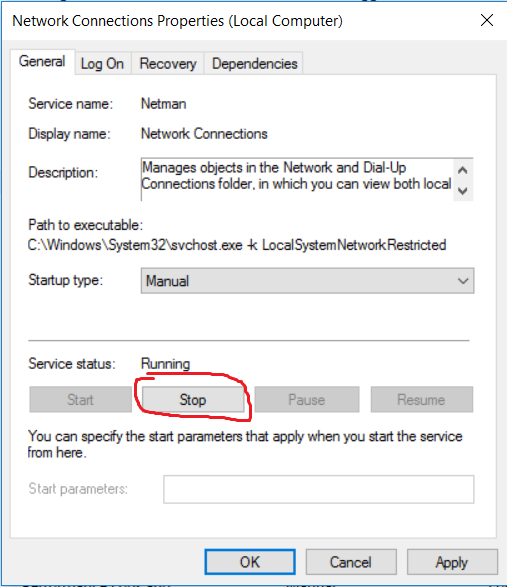 Network Connections Properties (Local Computer)
General Log On Recovery Dependencies
Service name: Netman
Display name: Network Connections
Description: Manages objects in the Network and Dial-Up
Connections folder, in which you can view both local
Path to executable:
C:\Windows\System32\svchost.exe -k LocalSystemNetworkRestricted
Startup type: Manual
Service status: Running
Start Stop Pause Resume
You can specify the start parameters that apply when you start the service
from here.
Start parameters:
OK Cancel Apply